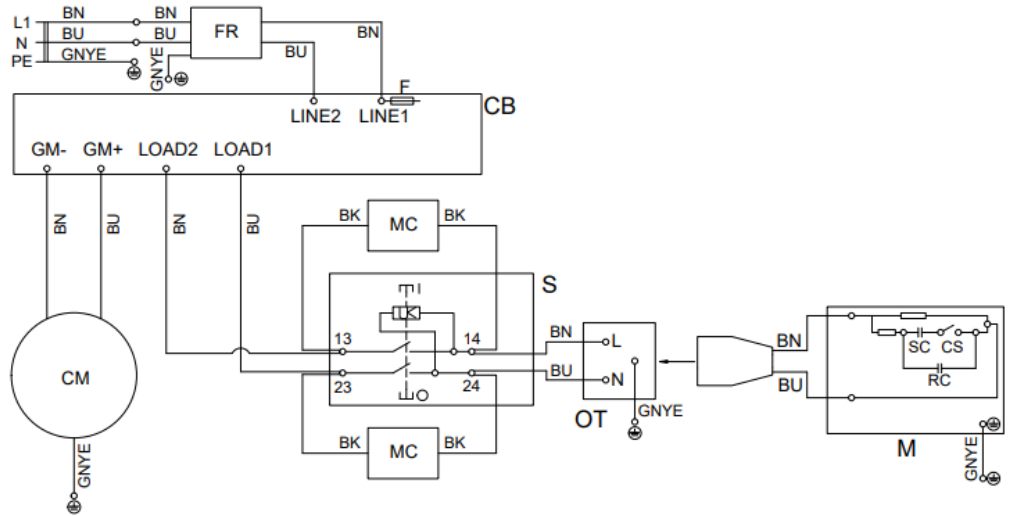 L1 BN BN FR BN
N BU BU BU
PE GNYE GNYE
F
LINE2 LINE1 CB
GM- GM+ LOAD2 LOAD1
BN BU BN BU
BK MC BK
S
I
13 14
23 24
O
BN L
BU N
GNYE
OT
BK MC BK
CM
GNYE
BN
BU
SC CS
RC
M
GNYE